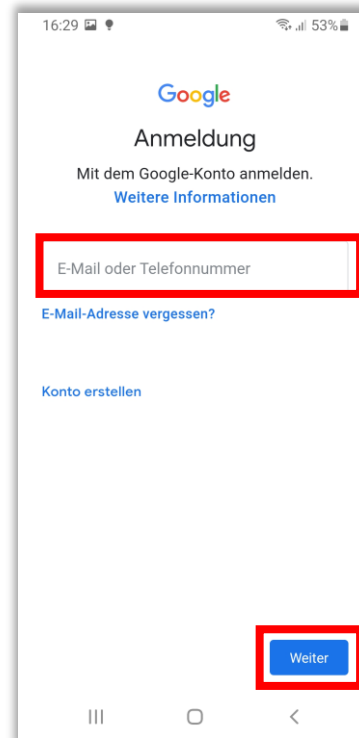 16:29 53%
Google
Anmeldung
Mit dem Google-Konto anmelden.
Weitere Informationen
E-Mail oder Telefonnummer
E-Mail-Adresse vergessen?
Konto erstellen
Weiter